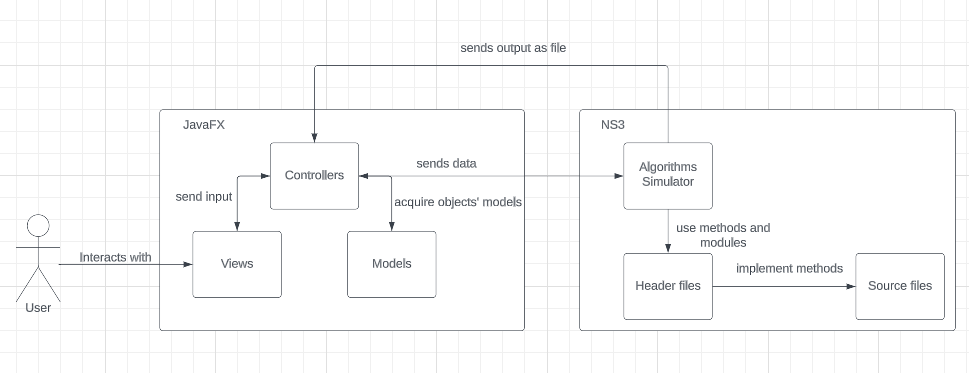 sends output as file
JavaFX
NS3
Controllers
sends data
Algorithms
Simulator
send input
acquire objects' models
use methods and
modules
Interacts with
Views
Models
Header files
implement methods
Source files
User